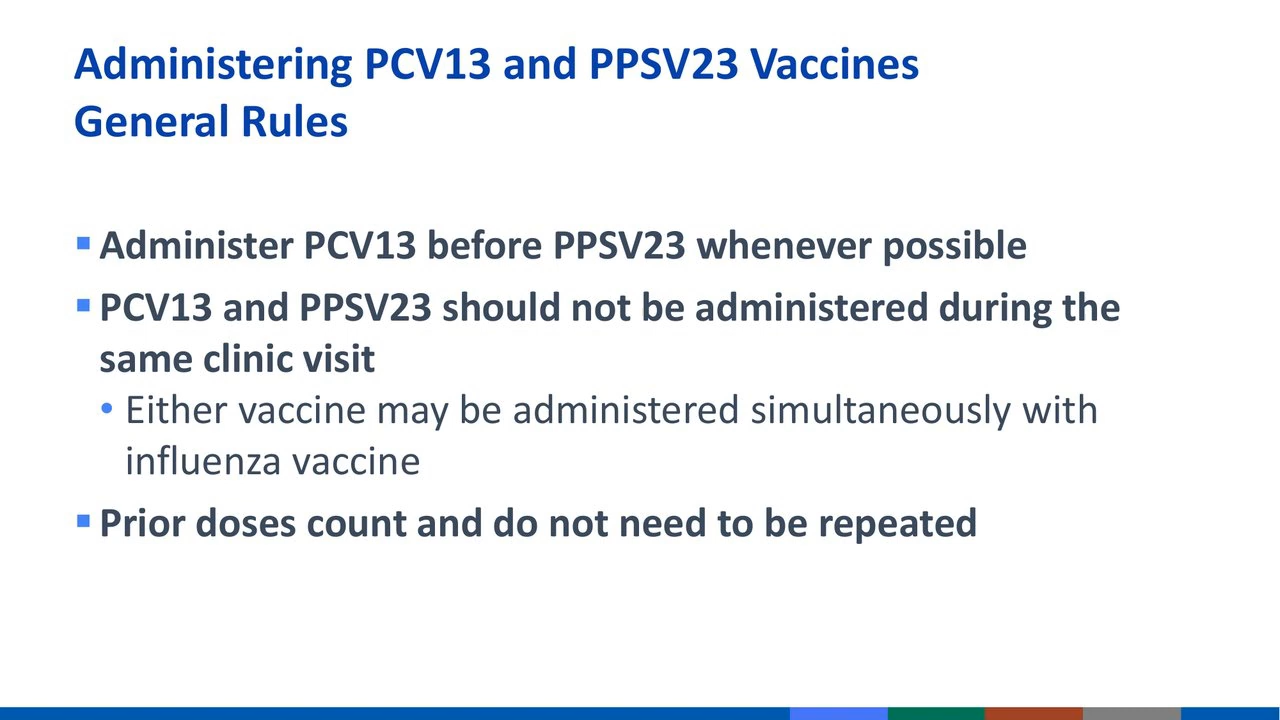 Administering PCV13 and PPSV23 Vaccines
General Rules
▪ Administer PCV13 before PPSV23 whenever possible
▪ PCV13 and PPSV23 should not be administered during the
same clinic visit
• Either vaccine may be administered simultaneously with
influenza vaccine
▪ Prior doses count and do not need to be repeated